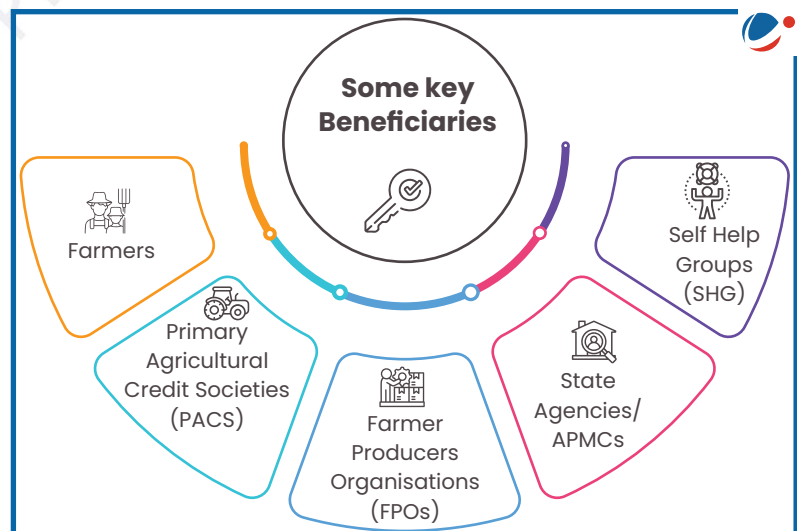 Some key
Beneficiaries
Farmers
Primary
Agricultural
Credit Societies
(PACS)
Farmer
Producers
Organisations
(FPOs)
State
Agencies/
APMCs
Self Help
Groups
(SHG)